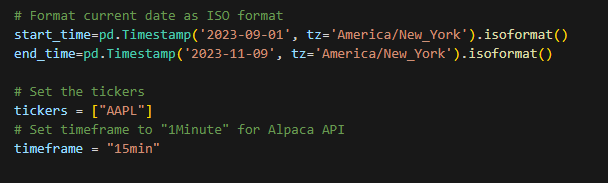 # Format current date as ISO format
start_time=pd.Timestamp('2023-09-01', tz='America/New_York').isoformat()
end_time=pd.Timestamp('2023-11-09', tz='America/New_York').isoformat()
# Set the tickers
tickers = ["AAPL"]
# Set timeframe to "1Minute" for Alpaca API
timeframe = "15min"